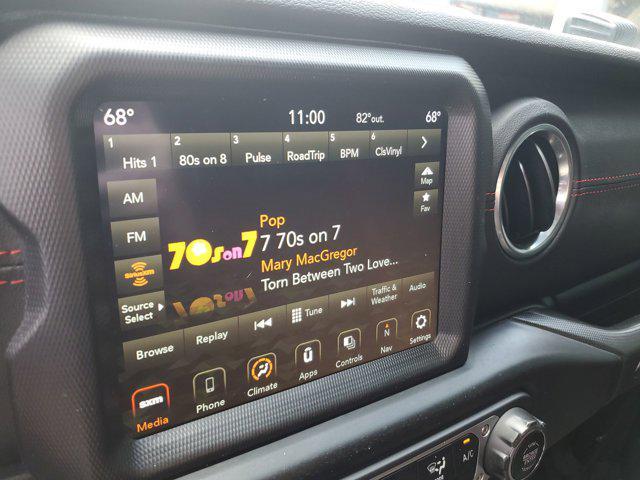 68° 11:00 82°out. 68°
1 2 3 4 5 6
Hits 1 80s on 8 Pulse RoadTrip BPM ClsVinyl
AM
Map
FM
Fav
70s on 7
Pop
7 70s on 7
Mary MacGregor
Torn Between Two Love...
SiriusXM
Source
Select
Browse Replay Tune Traffic & Weather Audio
sxm N
Media Phone Climate Apps Controls Nav Settings
A/C